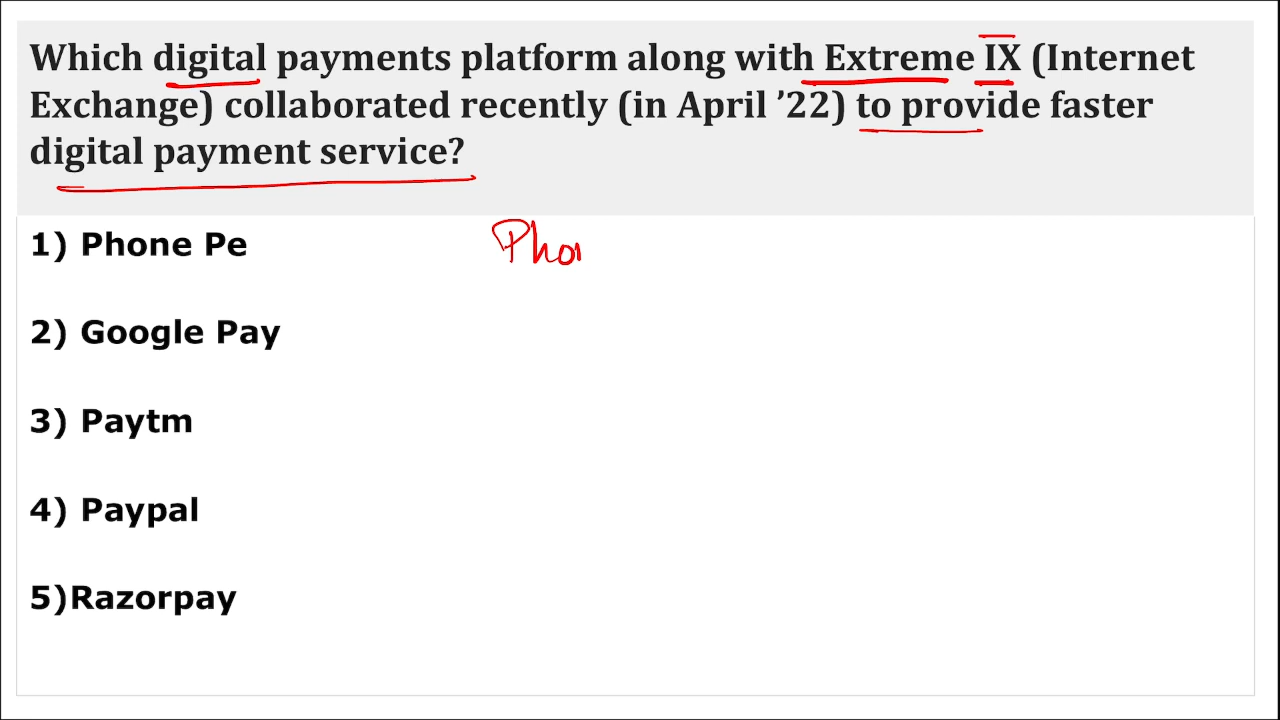 Which digital payments platform along with Extreme IX (Internet
Exchange) collaborated recently (in April ’22) to provide faster
digital payment service?
1) Phone Pe
Phon
2) Google Pay
3) Paytm
4) Paypal
5)Razorpay